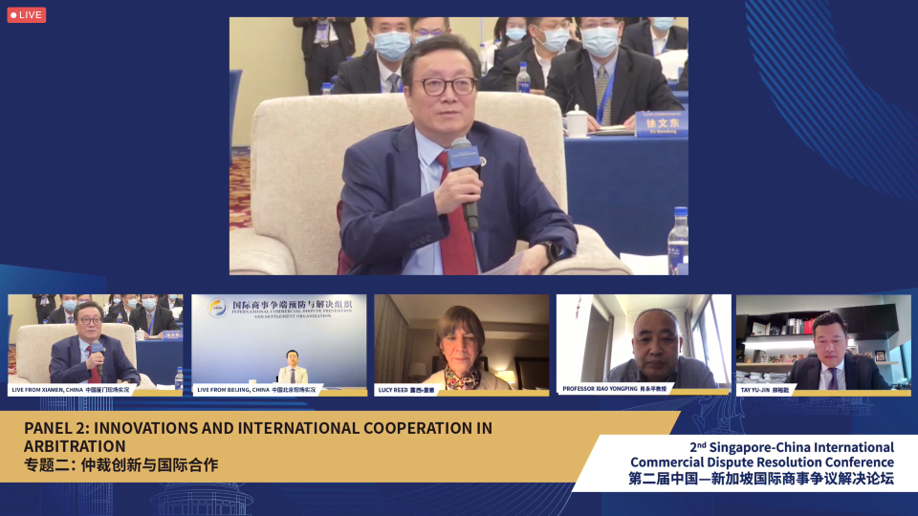 LIVE
徐文东
Xu Wendong
国际商事争端预防与解决组织
INTERNATIONAL COMMERCIAL DISPUTE PREVENTION
AND SETTLEMENT ORGANIZATION
LIVE FROM XIAMEN, CHINA 中国厦门现场实况
LIVE FROM BEIJING, CHINA 中国北京现场实况
LUCY REED 露西•里德
PROFESSOR XIAO YONGPING 肖永平教授
TAY YU-JIN 郑裕勤
PANEL 2: INNOVATIONS AND INTERNATIONAL COOPERATION IN
ARBITRATION
专题二：仲裁创新与国际合作
2nd Singapore-China International
Commercial Dispute Resolution Conference
第二届中国—新加坡国际商事争议解决论坛